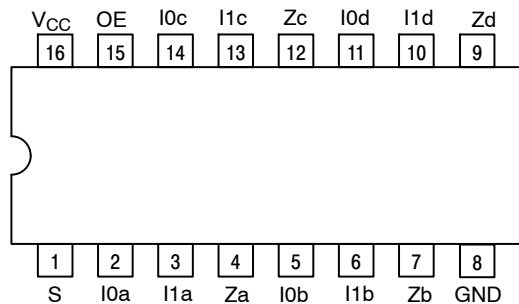 V_CC OE I0c I1c Zc I0d I1d Zd
16 15 14 13 12 11 10 9
1 2 3 4 5 6 7 8
S I0a I1a Za I0b I1b Zb GND